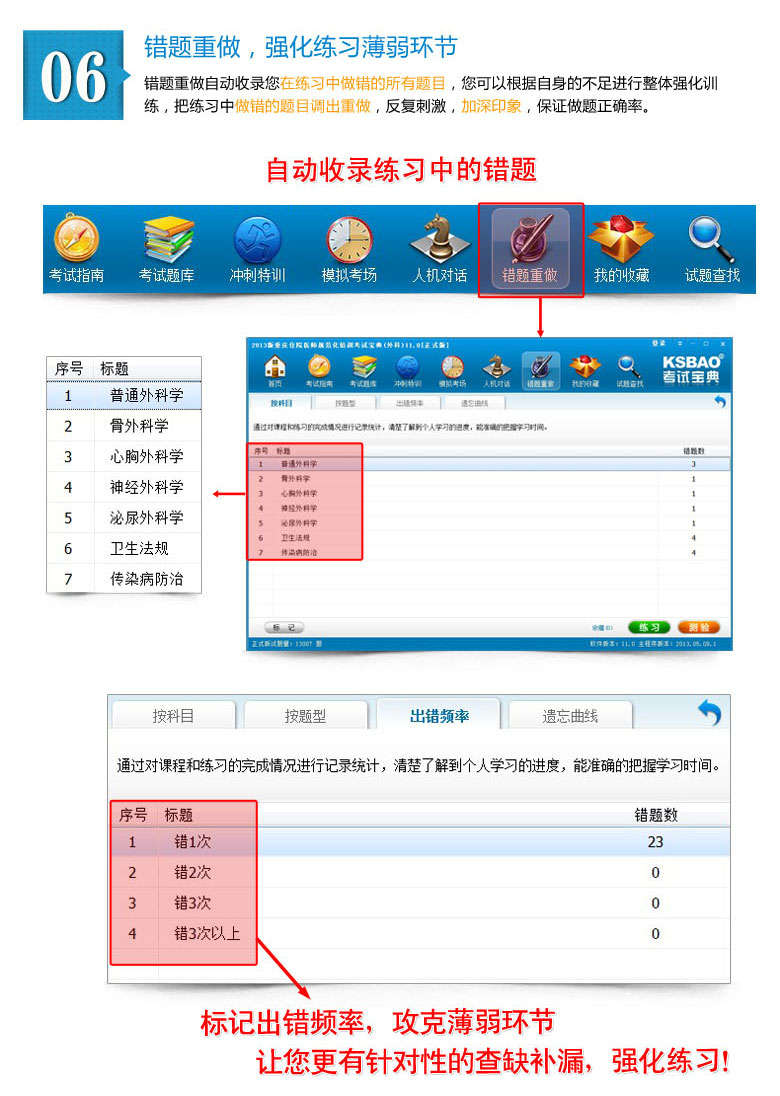 06
错题重做，强化练习薄弱环节
错题重做自动收录您在练习中做错的所有题目，您可以根据自身的不足进行整体强化训
练，把练习中做错的题目调出重做，反复刺激，加深印象，保证做题正确率。
自动收录练习中的错题
考试指南 考试题库 冲刺特训 模拟考场 人机对话 错题重做 我的收藏 试题查找
序号 标题
1 普通外科学
2 骨外科学
3 心胸外科学
4 神经外科学
5 泌尿外科学
6 卫生法规
7 传染病防治
2013版重庆住院医师规范化培训考试宝典(外科)11.0[正式版] 登录
首页 考试指南 考试题库 冲刺特训 模拟考场 人机对话 错题重做 我的收藏 试题查找
KSBAO®
考试宝典
按科目 按题型 出错频率 遗忘曲线
通过对课程和练习的完成情况进行记录统计，清楚了解到个人学习的进度，能准确的把握学习时间。
序号 标题 错题数
1 普通外科学 3
2 骨外科学 1
3 心胸外科学 1
4 神经外科学 1
5 泌尿外科学 1
6 卫生法规 4
7 传染病防治 4
标 记 练习 测验
正式版试题量：13007 题 软件版本：11.0 主程序版本：2013.05.09.1
按科目 按题型 出错频率 遗忘曲线
通过对课程和练习的完成情况进行记录统计，清楚了解到个人学习的进度，能准确的把握学习时间。
序号 标题 错题数
1 错1次 23
2 错2次 0
3 错3次 0
4 错3次以上 0
标记出错频率，攻克薄弱环节
让您更有针对性的查缺补漏，强化练习!